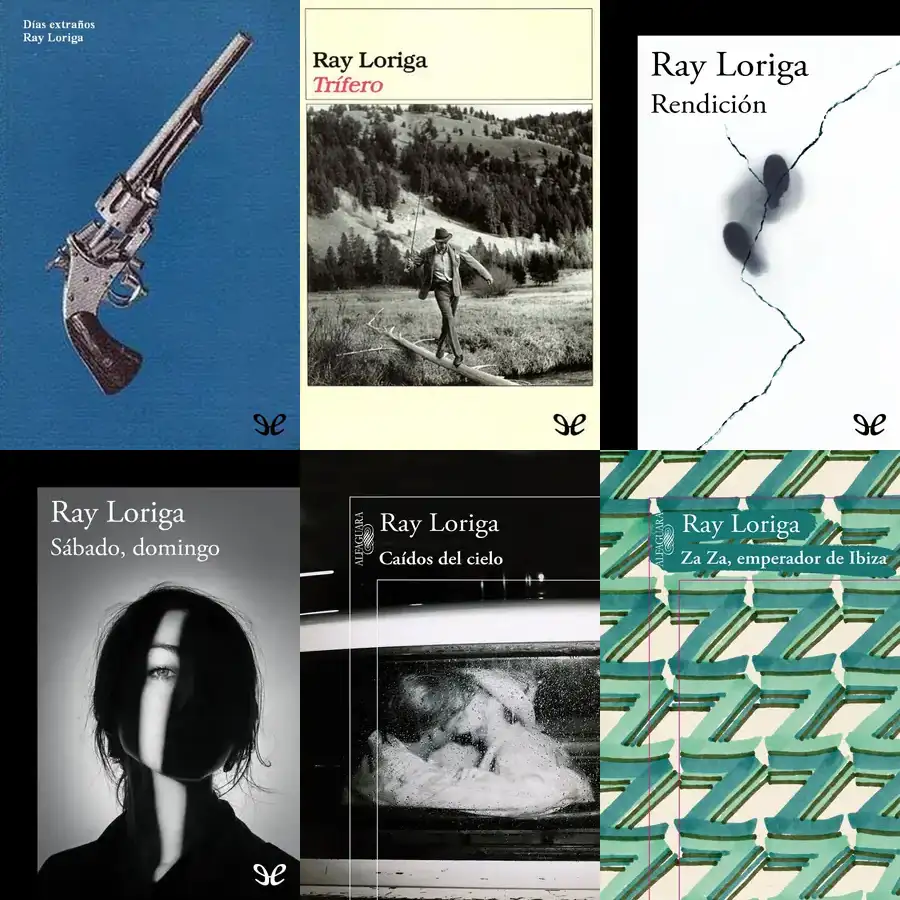 Días extraños
Ray Loriga
Ray Loriga
Trífero
Ray Loriga
Rendición
Ray Loriga
Sábado, domingo
ALFAGUARA
Ray Loriga
Caídos del cielo
ALFAGUARA
Ray Loriga
Za Za, emperador de Ibiza